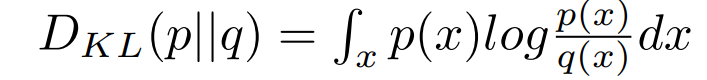 D_{KL}(p||q) = \int_x p(x) log \frac{p(x)}{q(x)} dx